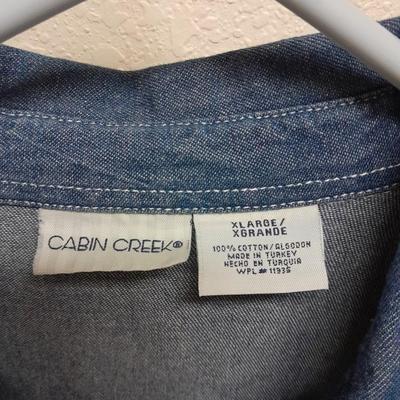 CABIN CREEK®
XLARGE/
XGRANDE
100% COTTON/ALGODON
MADE IN TURKEY
HECHO EN TURQUIA
WPL # 11935